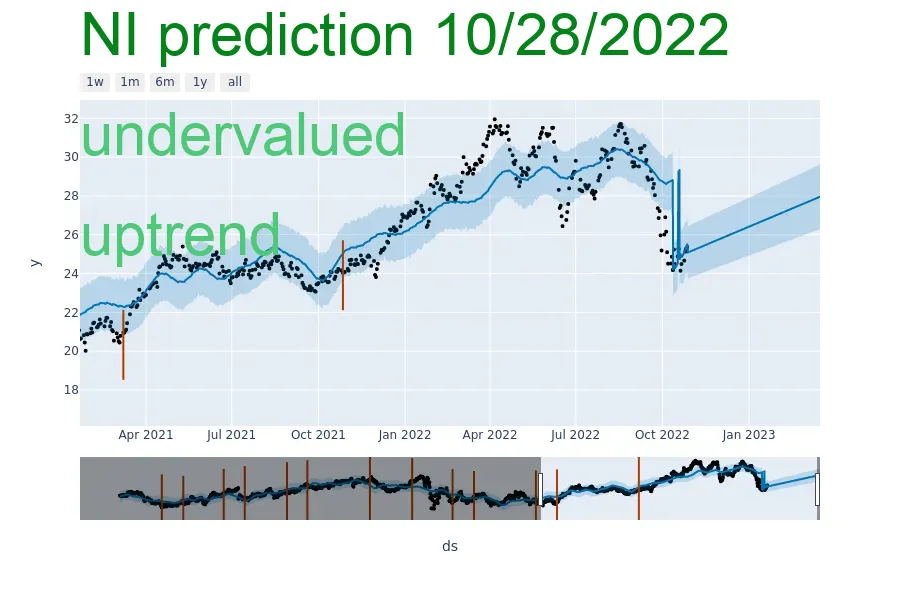 NI prediction 10/28/2022
1w 1m 6m 1y all
undervalued
uptrend
32
30
28
26
24
22
20
18
y
Apr 2021 Jul 2021 Oct 2021 Jan 2022 Apr 2022 Jul 2022 Oct 2022 Jan 2023
ds